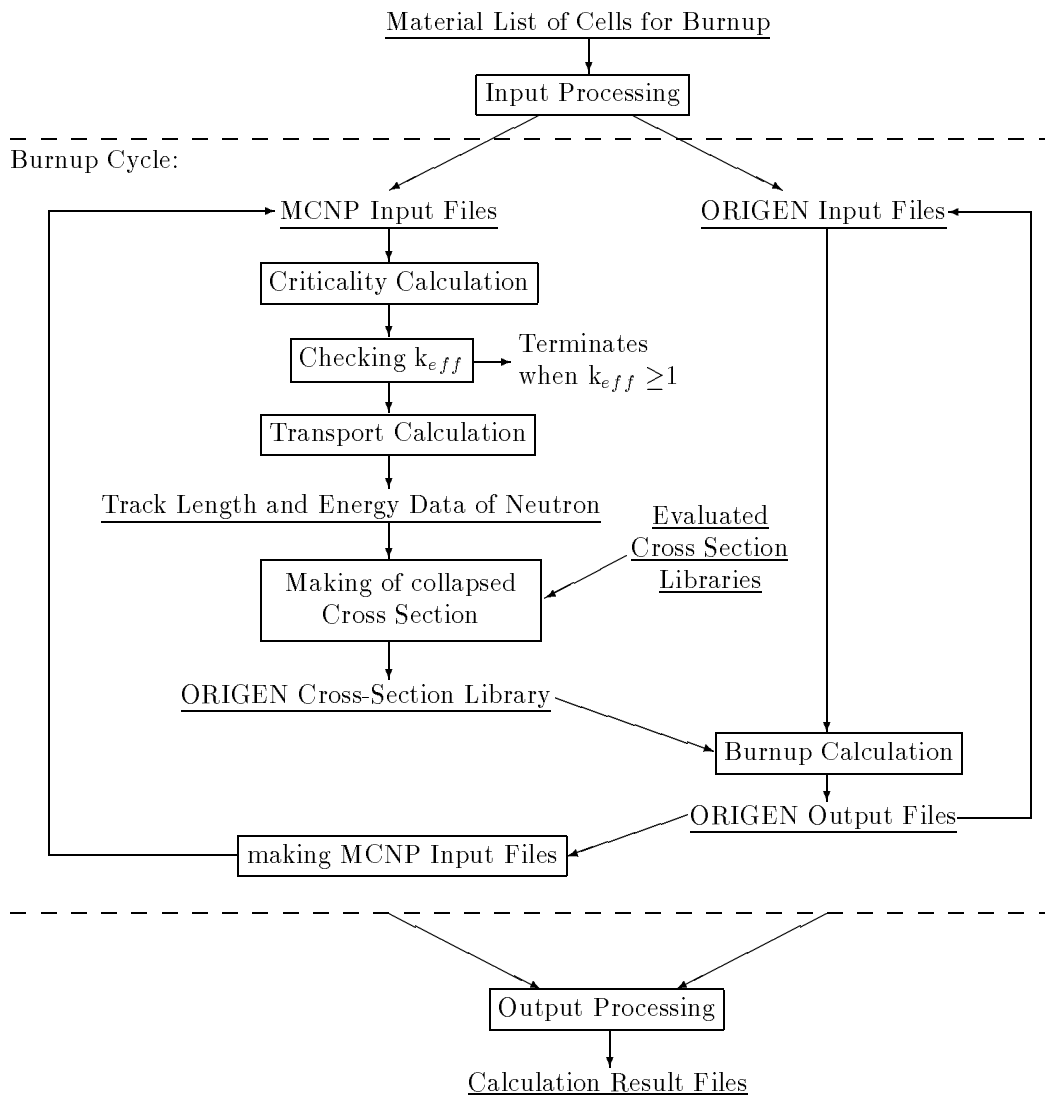 Material List of Cells for Burnup
Input Processing
Burnup Cycle:
MCNP Input Files
ORIGEN Input Files
Criticality Calculation
Checking k_eff
Terminates
when k_eff ≥1
Transport Calculation
Track Length and Energy Data of Neutron
Evaluated
Cross Section
Libraries
Making of collapsed
Cross Section
ORIGEN Cross-Section Library
Burnup Calculation
ORIGEN Output Files
making MCNP Input Files
Output Processing
Calculation Result Files